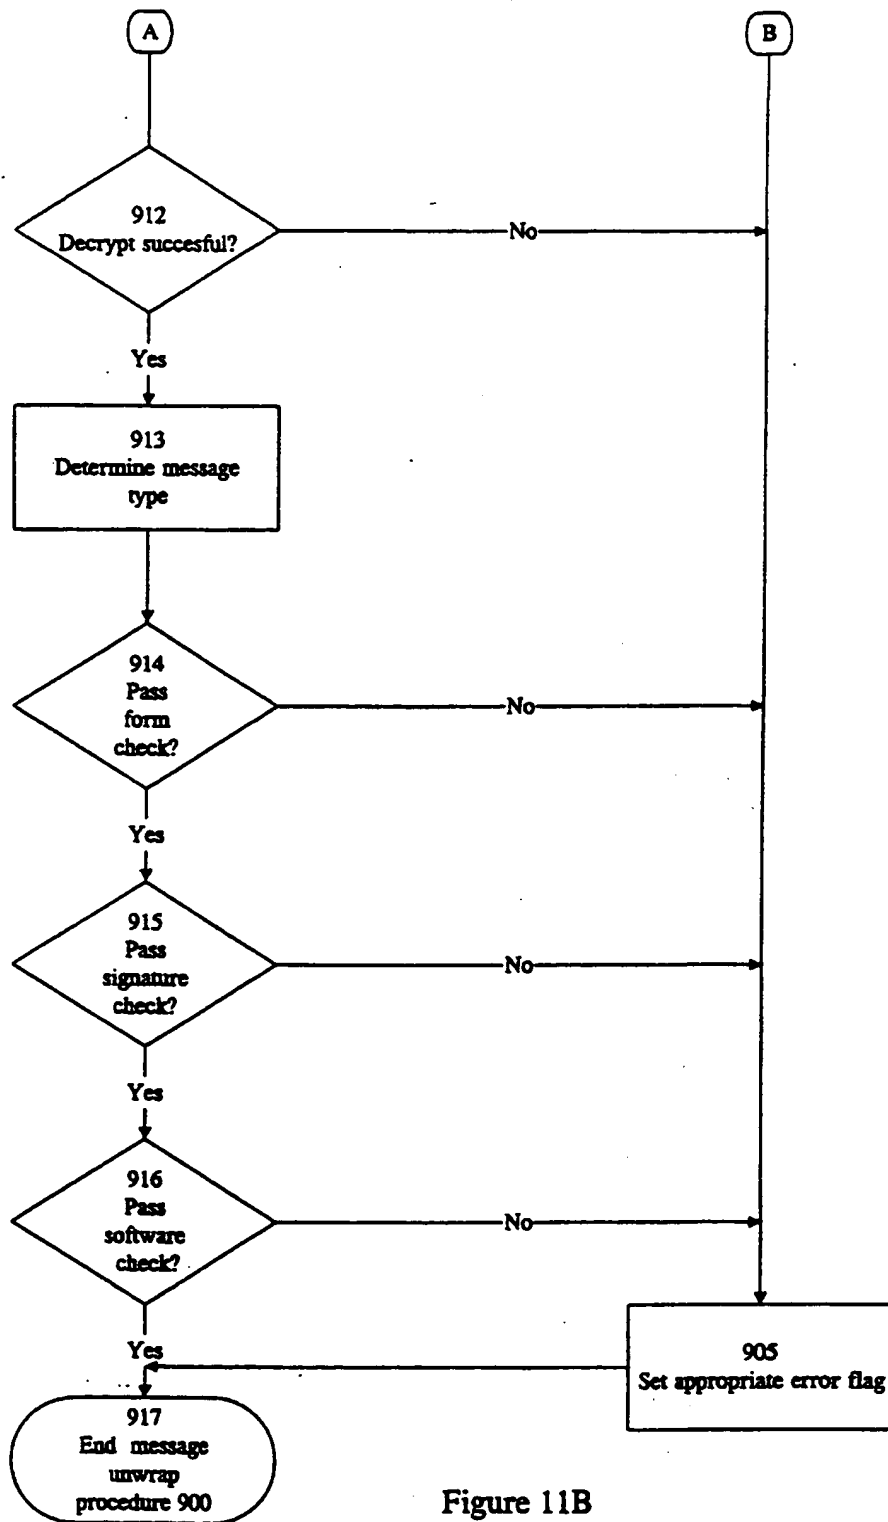 A
B
912
Decrypt succesful?
No
Yes
913
Determine message
type
914
Pass
form
check?
No
Yes
915
Pass
signature
check?
No
Yes
916
Pass
software
check?
No
Yes
905
Set appropriate error flag
917
End message
unwrap
procedure 900
Figure 11B